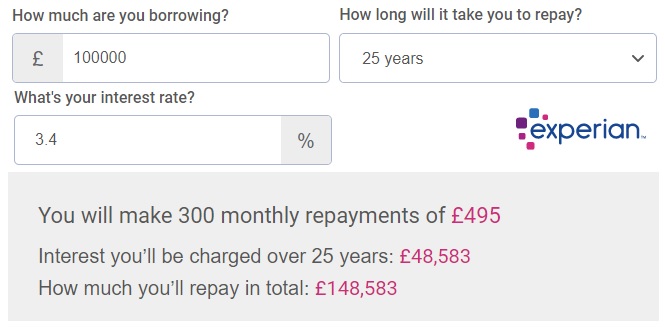 How much are you borrowing?
How long will it take you to repay?
£ 100000
25 years
What's your interest rate?
3.4 %
experian™
You will make 300 monthly repayments of £495
Interest you'll be charged over 25 years: £48,583
How much you'll repay in total: £148,583